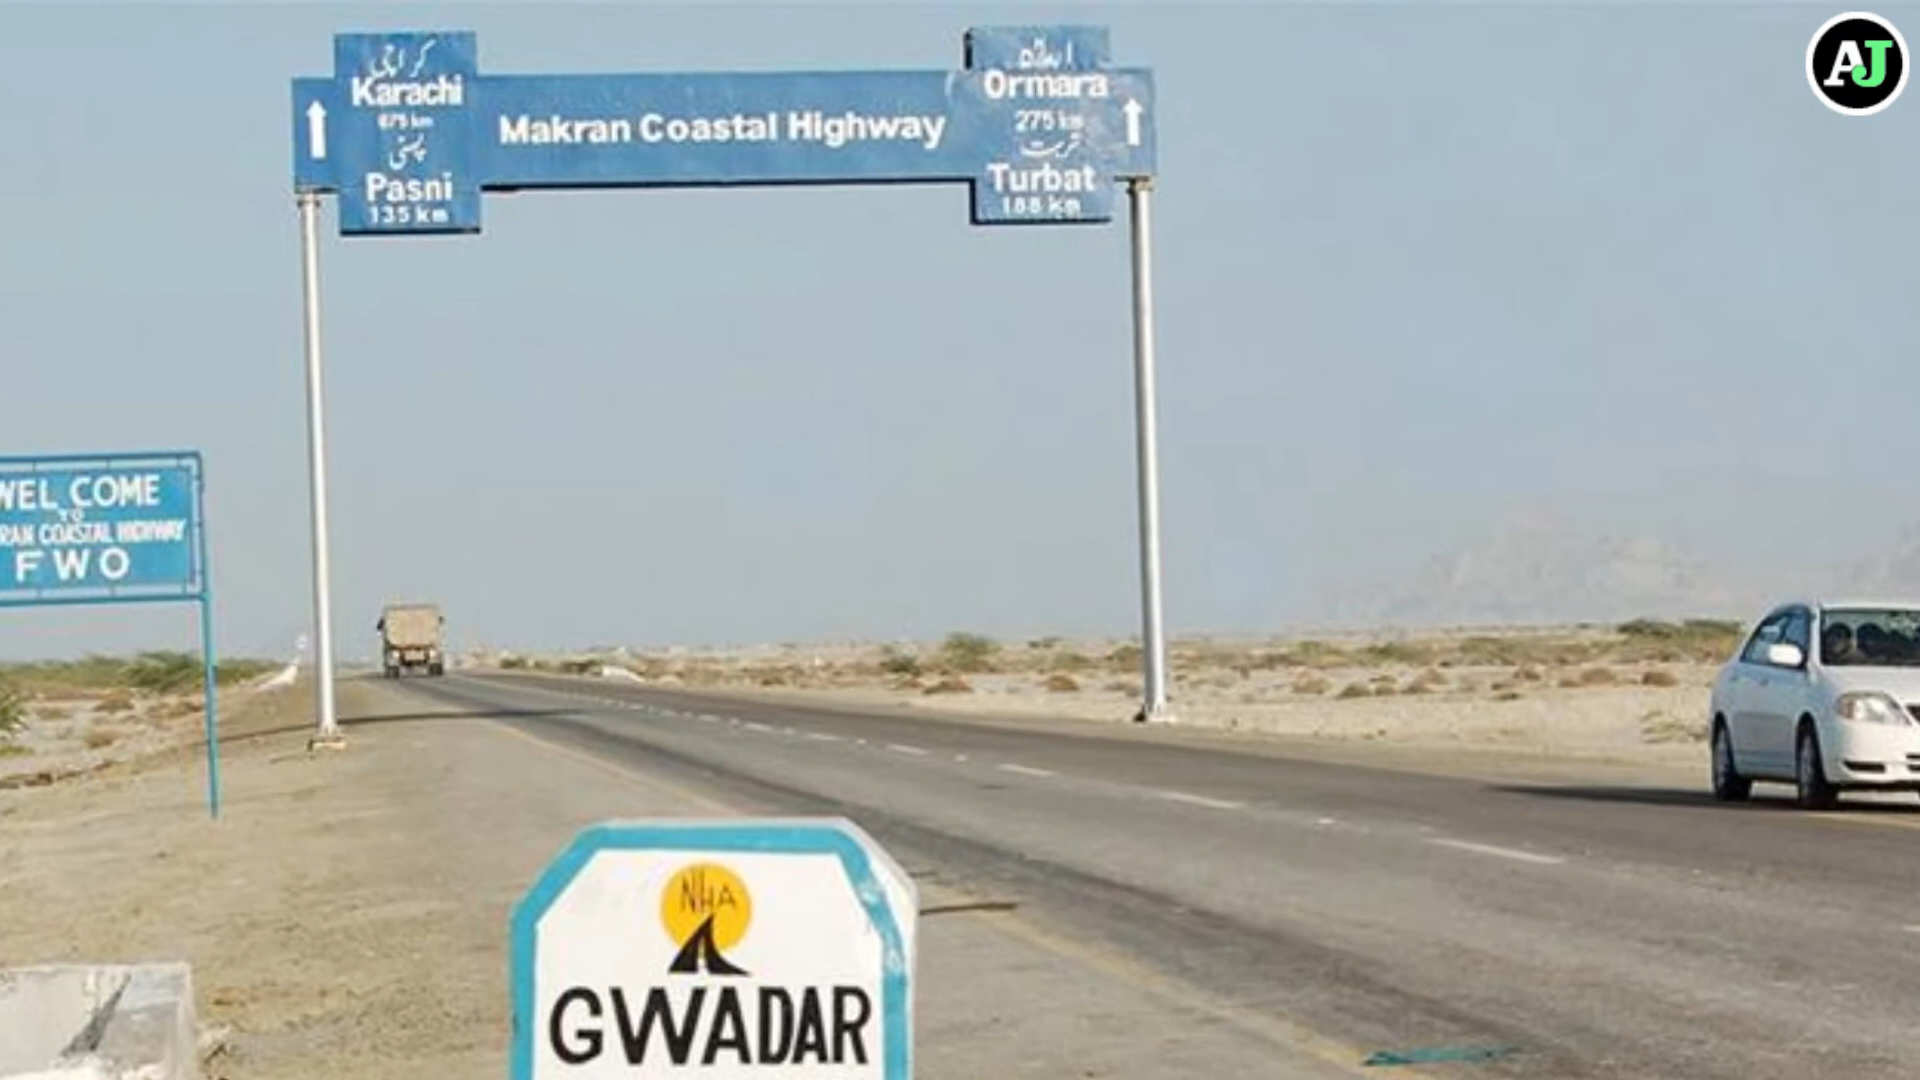 کراچی
Karachi
675 km
پسنی
Pasni
135 km
Makran Coastal Highway
Ormara
275 km
تربت
Turbat
188 km
WEL COME
TO
RAN COASTAL HIGHWAY
FWO
NHA
GWADAR
AJ